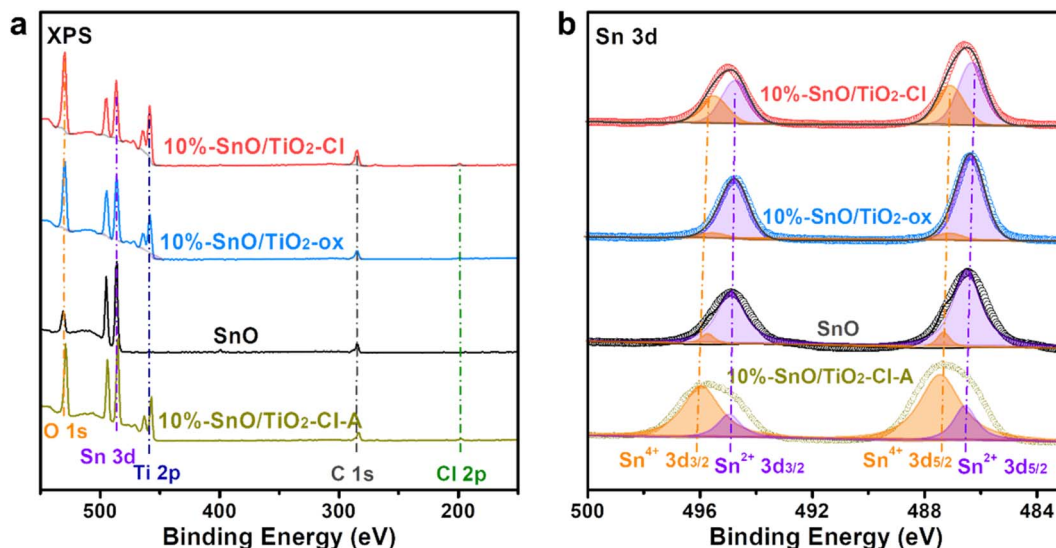 a
XPS
10%-SnO/TiO₂-Cl
10%-SnO/TiO₂-ox
SnO
10%-SnO/TiO₂-Cl-A
O 1s
Sn 3d
Ti 2p
C 1s
Cl 2p
500 400 300 200
Binding Energy (eV)
b
Sn 3d
10%-SnO/TiO₂-Cl
10%-SnO/TiO₂-ox
SnO
10%-SnO/TiO₂-Cl-A
Sn⁴⁺ 3d₃/₂
Sn²⁺ 3d₃/₂
Sn⁴⁺ 3d₅/₂
Sn²⁺ 3d₅/₂
500 496 492 488 484
Binding Energy (eV)